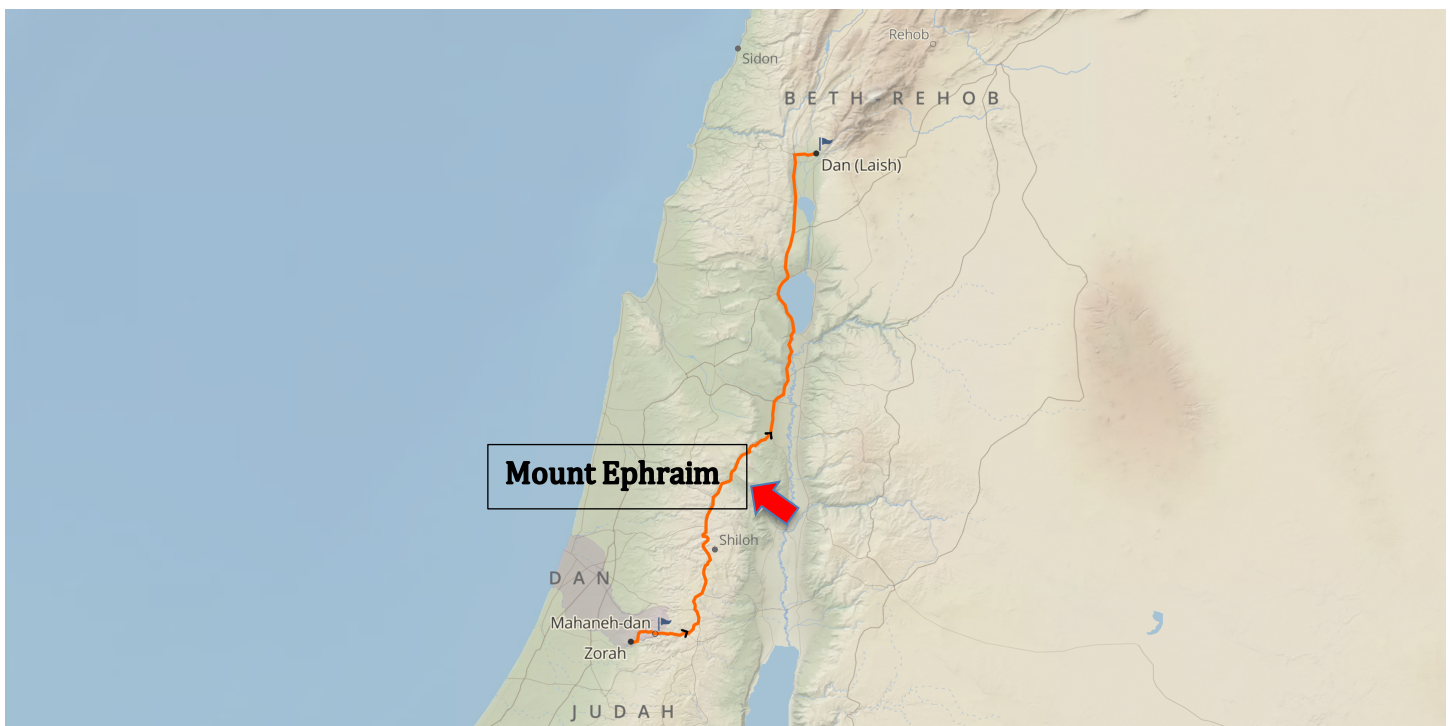 Rehob
Sidon
BETH-REHOB
Dan (Laish)
Mount Ephraim
Shiloh
DAN
Mahaneh-dan
Zorah
JUDAH